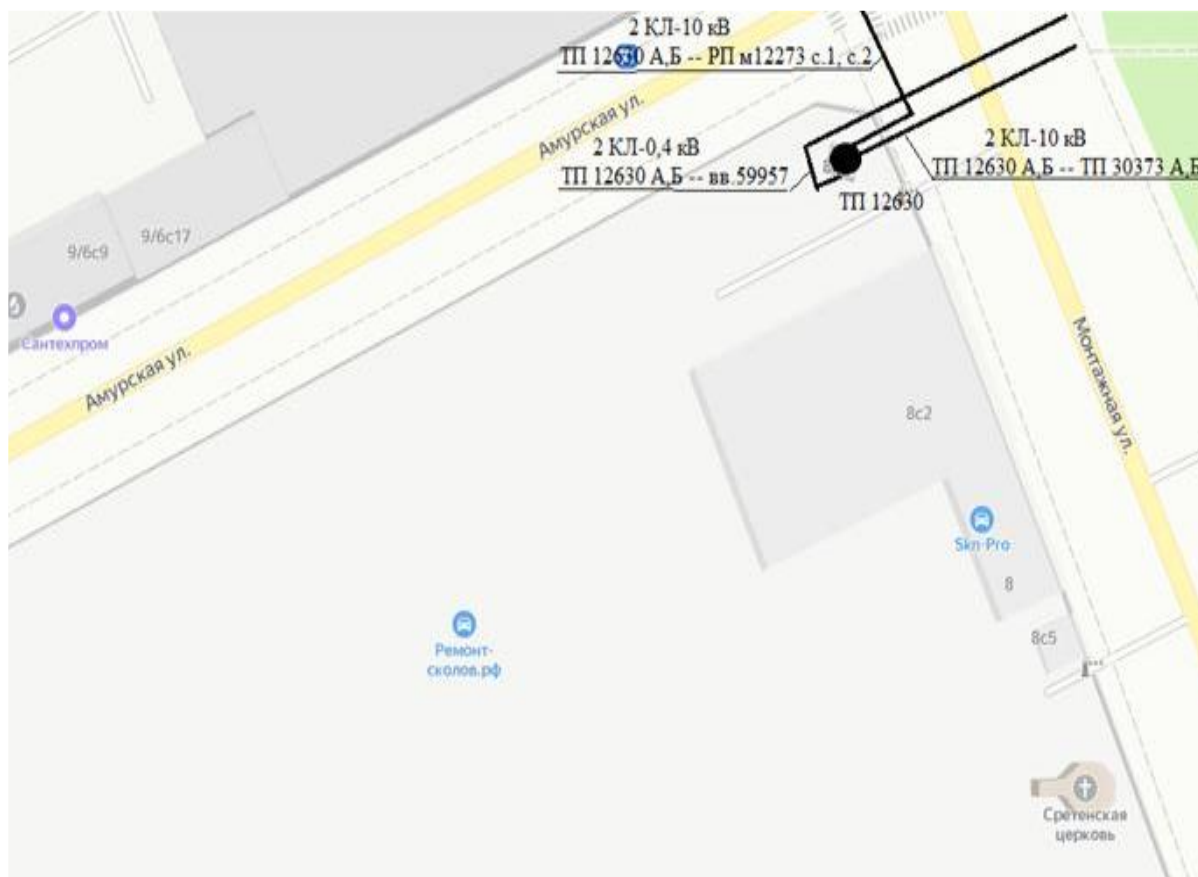 2 КЛ-10 кВ
ТП 12630 А,Б -- РП м12273 с.1, с.2
Амурская ул.
2 КЛ-0,4 кВ
ТП 12630 А,Б -- вв.59957
2 КЛ-10 кВ
ТП 12630 А,Б -- ТП 30373 А,Б
ТП 12630
9/6с17
9/6с9
Сантехпром
Амурская ул.
Монтажная ул.
8с2
Skn-Pro
8
8с5
Ремонт-
сколов.рф
Сретенская
церковь